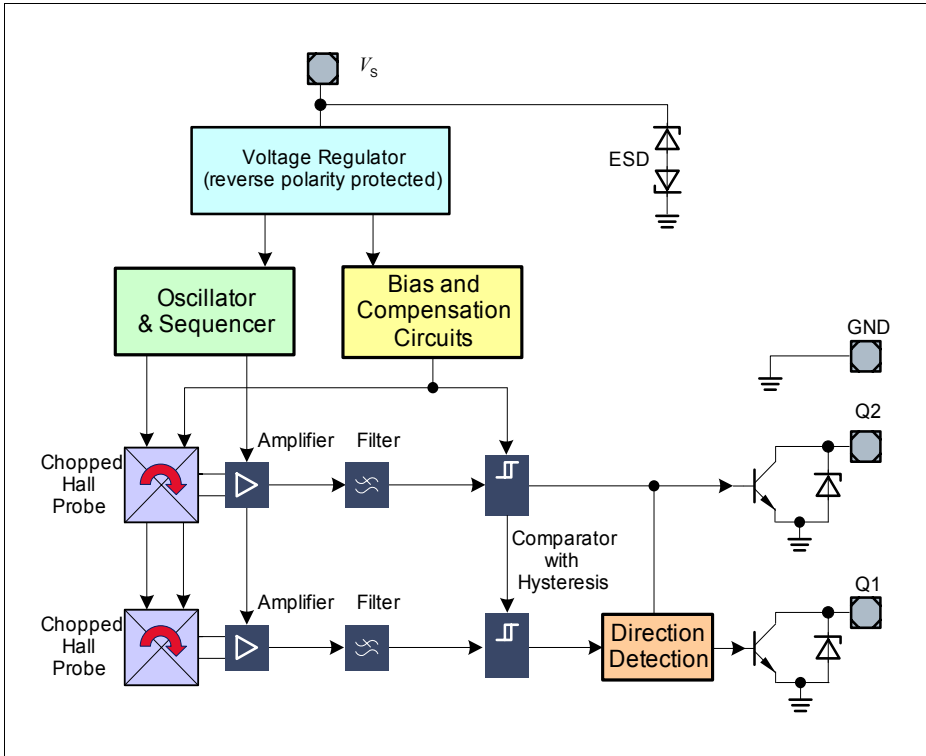 VS
Voltage Regulator
(reverse polarity protected)
ESD
Oscillator
& Sequencer
Bias and
Compensation
Circuits
GND
Q2
Amplifier
Filter
Chopped
Hall
Probe
Comparator
with
Hysteresis
Q1
Amplifier
Filter
Chopped
Hall
Probe
Direction
Detection